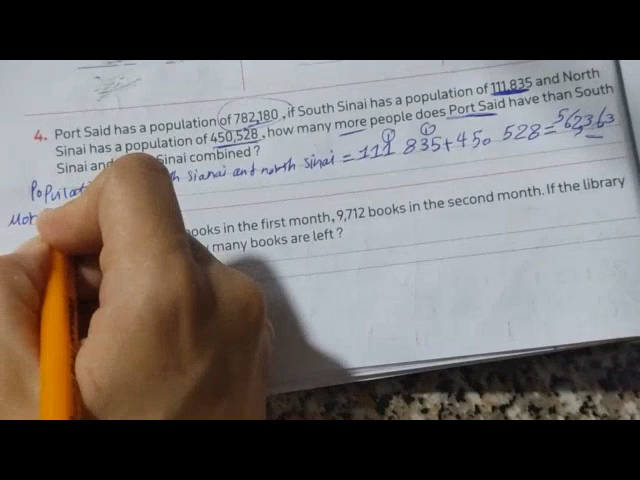 4. Port Said has a population of 782,180, if South Sinai has a population of 111,835 and North
Sinai has a population of 450,528, how many more people does Port Said have than South
Sinai and Sinai combined?
and north sinai = 111 835+450 528=562363
books in the first month, 9,712 books in the second month. If the library
many books are left?